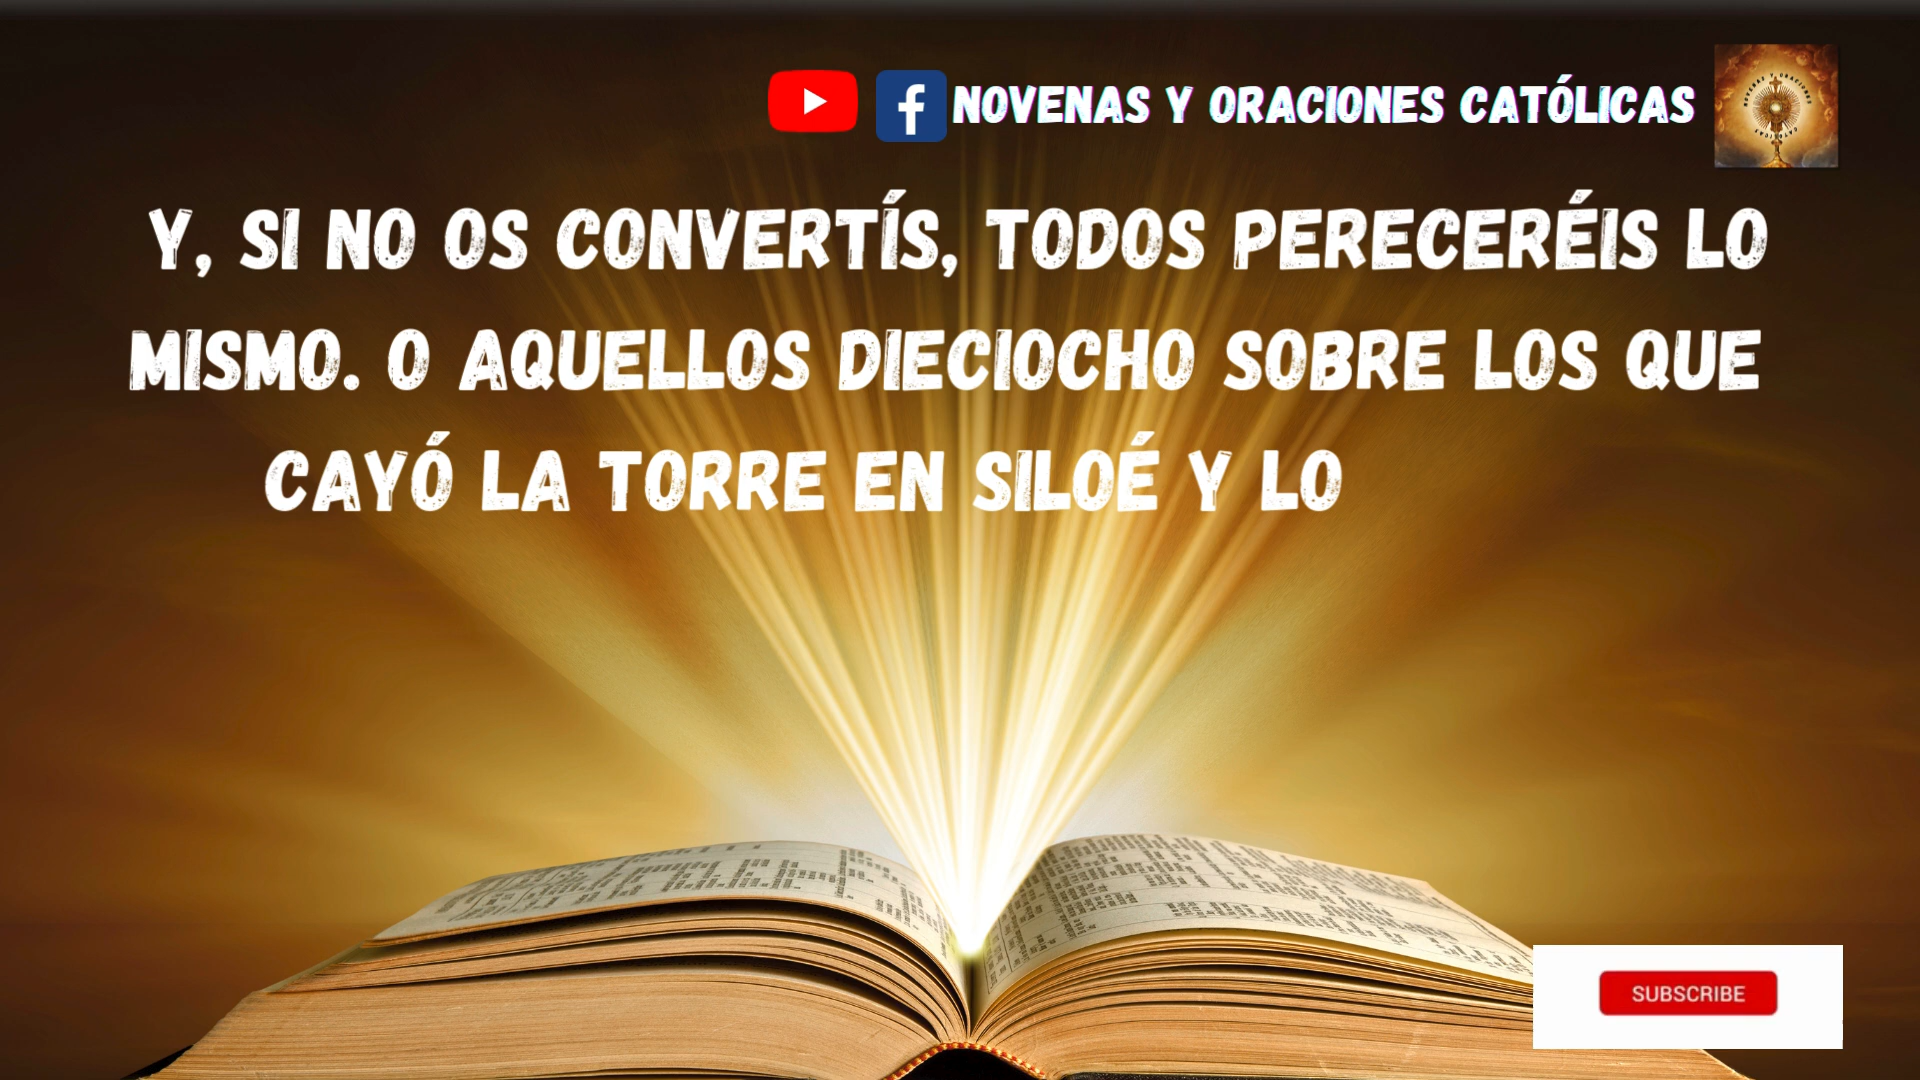 NOVENAS Y ORACIONES CATÓLICAS
Y, SI NO OS CONVERTÍS, TODOS PERECERÉIS LO
MISMO. O AQUELLOS DIECIOCHO SOBRE LOS QUE
CAYÓ LA TORRE EN SILOÉ Y LO
SUBSCRIBE